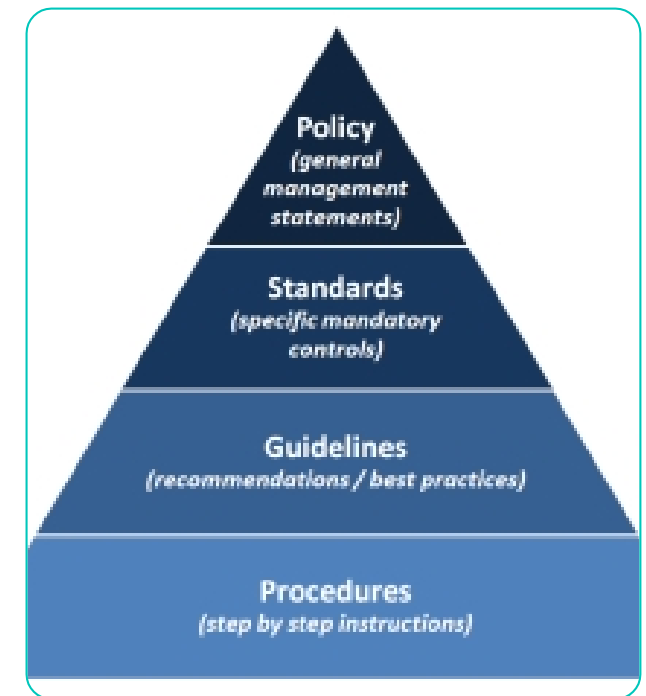 Policy
(general
management
statements)
Standards
(specific mandatory
controls)
Guidelines
(recommendations / best practices)
Procedures
(step by step instructions)